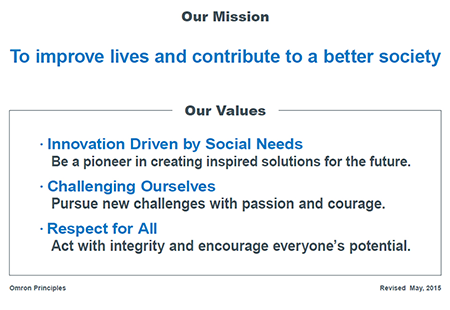 Our Mission
To improve lives and contribute to a better society
Our Values
· Innovation Driven by Social Needs
Be a pioneer in creating inspired solutions for the future.
· Challenging Ourselves
Pursue new challenges with passion and courage.
· Respect for All
Act with integrity and encourage everyone's potential.
Omron Principles
Revised May, 2015